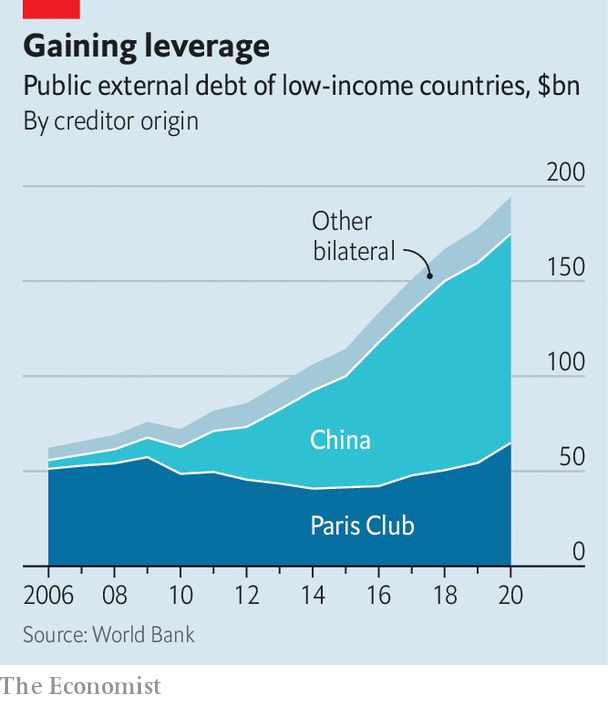 Gaining leverage
Public external debt of low-income countries, $bn
By creditor origin
200
Other
bilateral
150
100
China
50
Paris Club
0
2006 08 10 12 14 16 18 20
Source: World Bank
The Economist